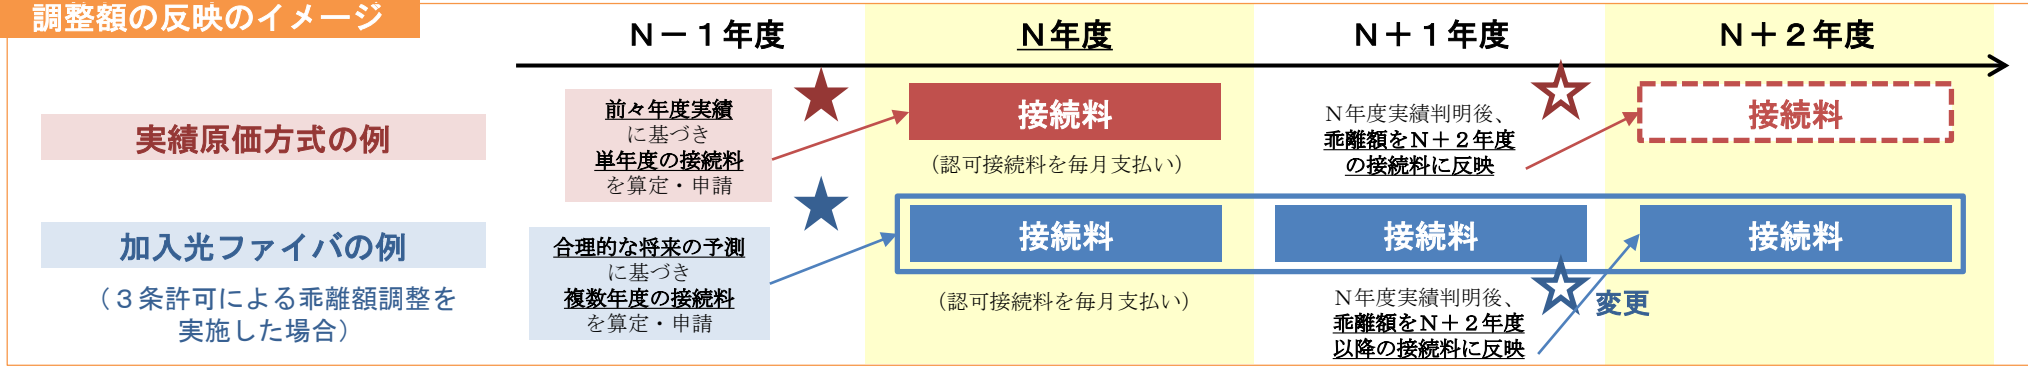 調整額の反映のイメージ
N－1年度
N年度
N＋1年度
N＋2年度
実績原価方式の例
前々年度実績
に基づき
単年度の接続料
を算定・申請
接続料
（認可接続料を毎月支払い）
N年度実績判明後、
乖離額をN＋2年度
の接続料に反映
接続料
加入光ファイバの例
（３条許可による乖離額調整を
実施した場合）
合理的な将来の予測
に基づき
複数年度の接続料
を算定・申請
接続料
接続料
接続料
（認可接続料を毎月支払い）
N年度実績判明後、
乖離額をN＋2年度
以降の接続料に反映
変更